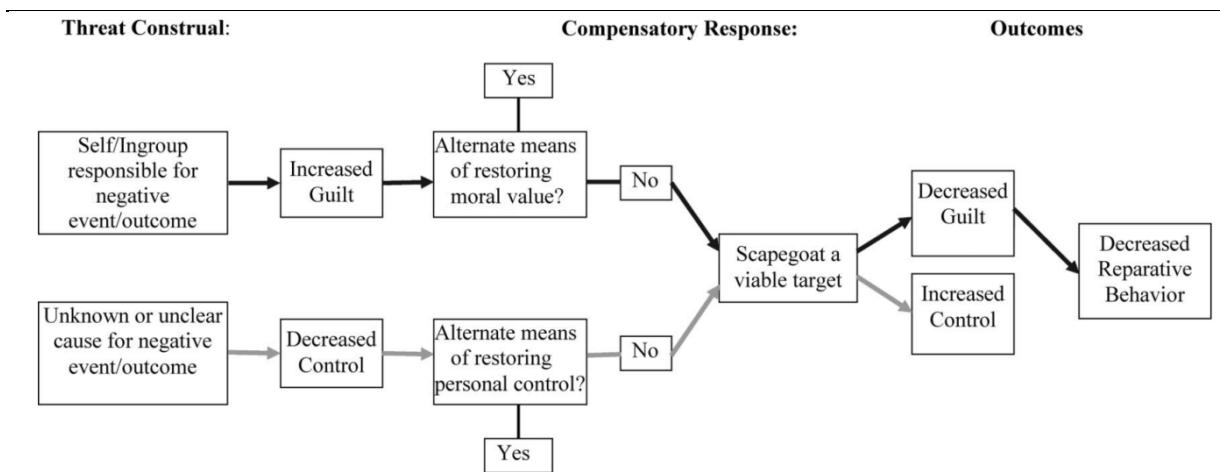 Threat Construal:
Compensatory Response:
Outcomes
Yes
Self/Ingroup
responsible for
negative
event/outcome
Increased
Guilt
Alternate means
of restoring
moral value?
No
Decreased
Guilt
Scapegoat a
viable target
Decreased
Reparative
Behavior
Increased
Control
Unknown or unclear
cause for negative
event/outcome
Decreased
Control
Alternate means
of restoring
personal control?
No
Yes